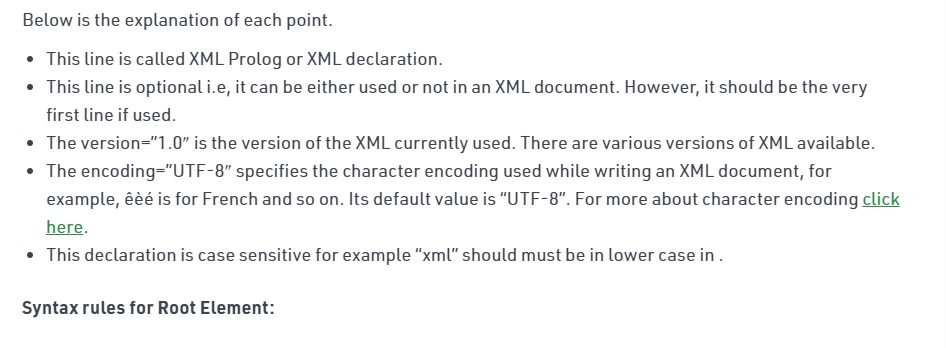 Below is the explanation of each point.
• This line is called XML Prolog or XML declaration.
• This line is optional i.e, it can be either used or not in an XML document. However, it should be the very
first line if used.
• The version=”1.0″ is the version of the XML currently used. There are various versions of XML available.
• The encoding=”UTF-8″ specifies the character encoding used while writing an XML document, for
example, êèé is for French and so on. Its default value is “UTF-8”. For more about character encoding click
here.
• This declaration is case sensitive for example “xml” should must be in lower case in .
Syntax rules for Root Element: